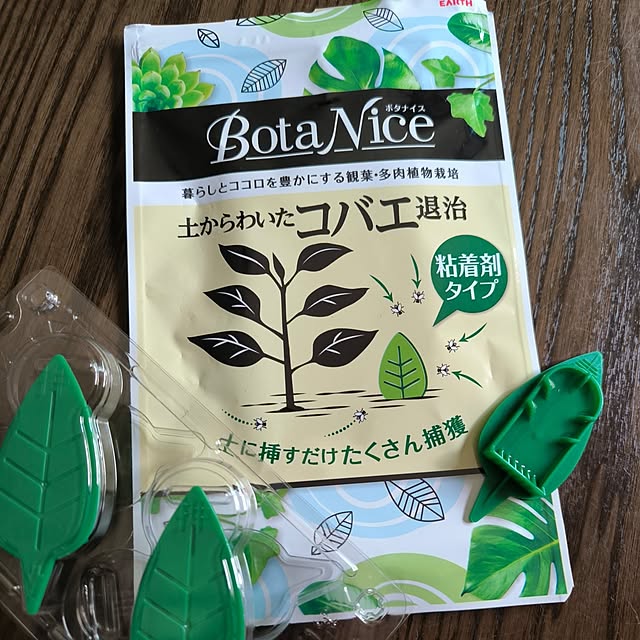 EARTH
ボタナイス
BotaNice
暮らしとココロを豊かにする観葉・多肉植物栽培
土からわいたコバエ退治
粘着剤
タイプ
土に挿すだけたくさん捕獲